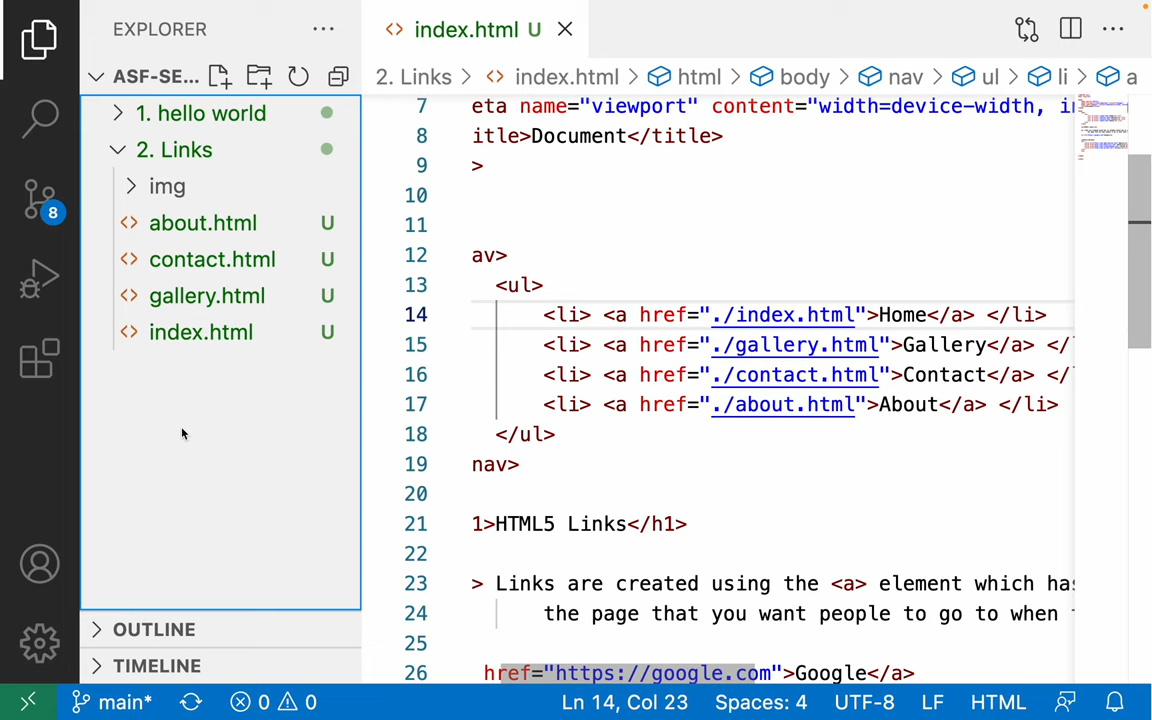 EXPLORER
ASF-SE...
1. hello world
2. Links
img
about.html U
contact.html U
gallery.html U
index.html U
OUTLINE
TIMELINE
8
index.html U
2. Links > index.html > html > body > nav > ul > li > a
7 eta name="viewport" content="width=device-width, in
8 itle>Document</title>
9 >
10
11
12 av>
13 <ul>
14 <li> <a href="./index.html">Home</a> </li>
15 <li> <a href="./gallery.html">Gallery</a> </l
16 <li> <a href="./contact.html">Contact</a> </l
17 <li> <a href="./about.html">About</a> </li>
18 </ul>
19 nav>
20
21 1>HTML5 Links</h1>
22
23 > Links are created using the <a> element which has
24 the page that you want people to go to when
25
26 href="https://google.com">Google</a>
main* 0 0 Ln 14, Col 23 Spaces: 4 UTF-8 LF HTML